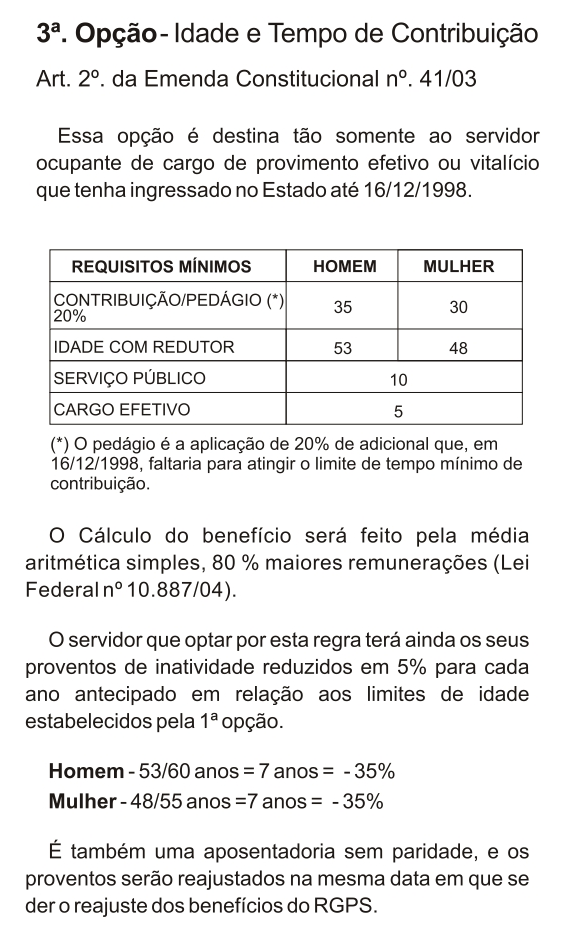 3ª. Opção - Idade e Tempo de Contribuição
Art. 2º. da Emenda Constitucional nº. 41/03
Essa opção é destina tão somente ao servidor
ocupante de cargo de provimento efetivo ou vitalício
que tenha ingressado no Estado até 16/12/1998.
REQUISITOS MÍNIMOS HOMEM MULHER
CONTRIBUIÇÃO/PEDÁGIO (*)
20% 35 30
IDADE COM REDUTOR 53 48
SERVIÇO PÚBLICO 10
CARGO EFETIVO 5
(*) O pedágio é a aplicação de 20% de adicional que, em
16/12/1998, faltaria para atingir o limite de tempo mínimo de
contribuição.
O Cálculo do benefício será feito pela média
aritmética simples, 80 % maiores remunerações (Lei
Federal nº 10.887/04).
O servidor que optar por esta regra terá ainda os seus
proventos de inatividade reduzidos em 5% para cada
ano antecipado em relação aos limites de idade
estabelecidos pela 1ª opção.
Homem - 53/60 anos = 7 anos = - 35%
Mulher - 48/55 anos =7 anos = - 35%
É também uma aposentadoria sem paridade, e os
proventos serão reajustados na mesma data em que se
der o reajuste dos benefícios do RGPS.